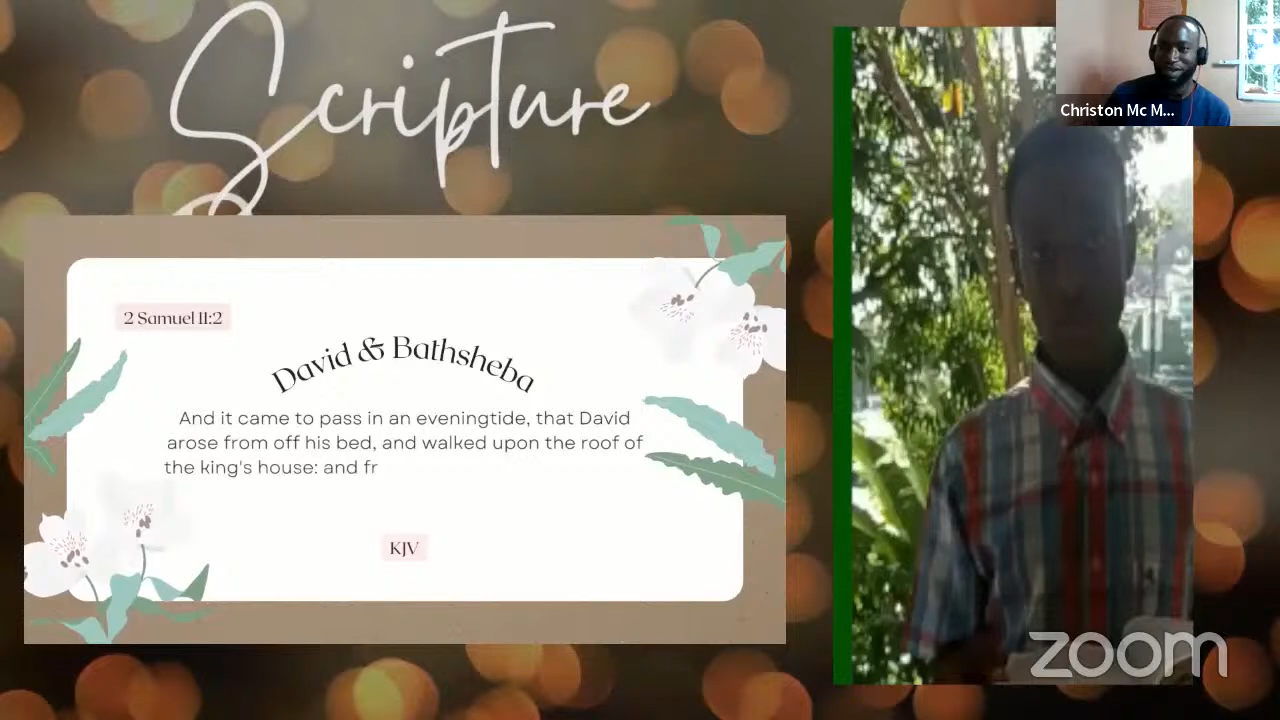 Scripture
Christon Mc M...
2 Samuel 11:2
David & Bathsheba
And it came to pass in an eveningtide, that David
arose from off his bed, and walked upon the roof of
the king's house: and fr
KJV
zoom